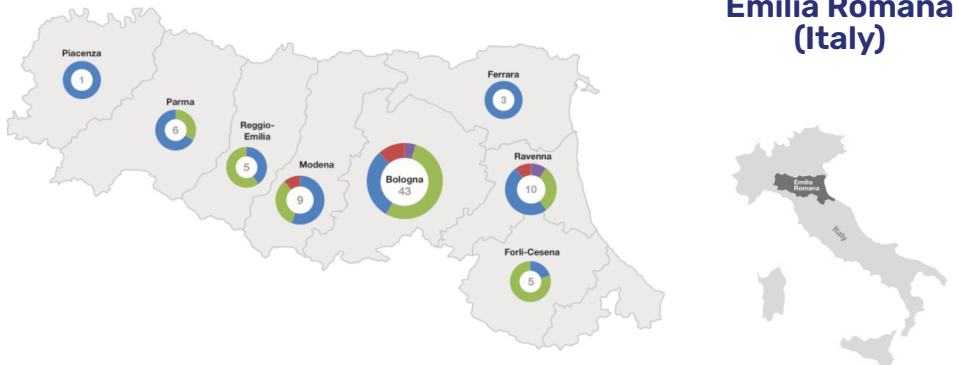 Emilia Romana
(Italy)
Piacenza
1
Parma
6
Reggio-
Emilia
5
Modena
9
Bologna
43
Ferrara
3
Ravenna
10
Forli-Cesena
5
Emilia
Romana
Italy